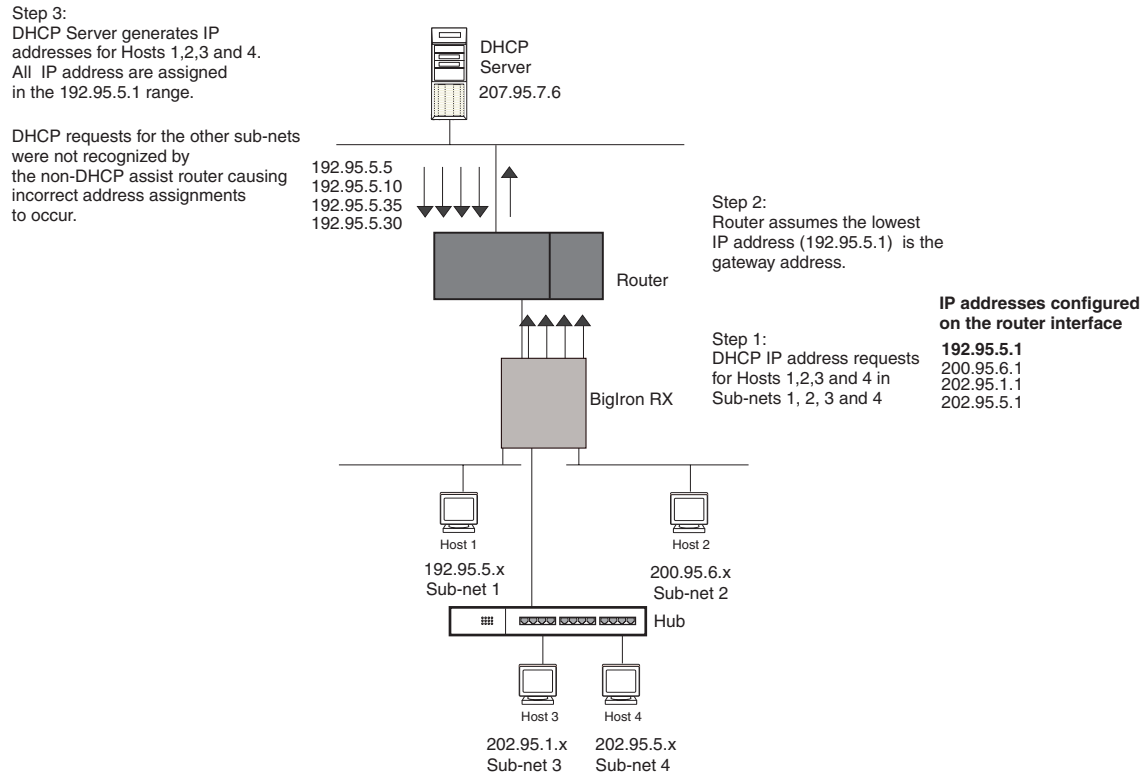 Step 3:
DHCP Server generates IP
addresses for Hosts 1,2,3 and 4.
All IP address are assigned
in the 192.95.5.1 range.
DHCP requests for the other sub-nets
were not recognized by
the non-DHCP assist router causing
incorrect address assignments
to occur.
DHCP
Server
207.95.7.6
192.95.5.5
192.95.5.10
192.95.5.35
192.95.5.30
Step 2:
Router assumes the lowest
IP address (192.95.5.1) is the
gateway address.
Router
IP addresses configured
on the router interface
192.95.5.1
200.95.6.1
202.95.1.1
202.95.5.1
Step 1:
DHCP IP address requests
for Hosts 1,2,3 and 4 in
Sub-nets 1, 2, 3 and 4
BigIron RX
Host 1
192.95.5.x
Sub-net 1
Host 2
200.95.6.x
Sub-net 2
Hub
Host 3
202.95.1.x
Sub-net 3
Host 4
202.95.5.x
Sub-net 4